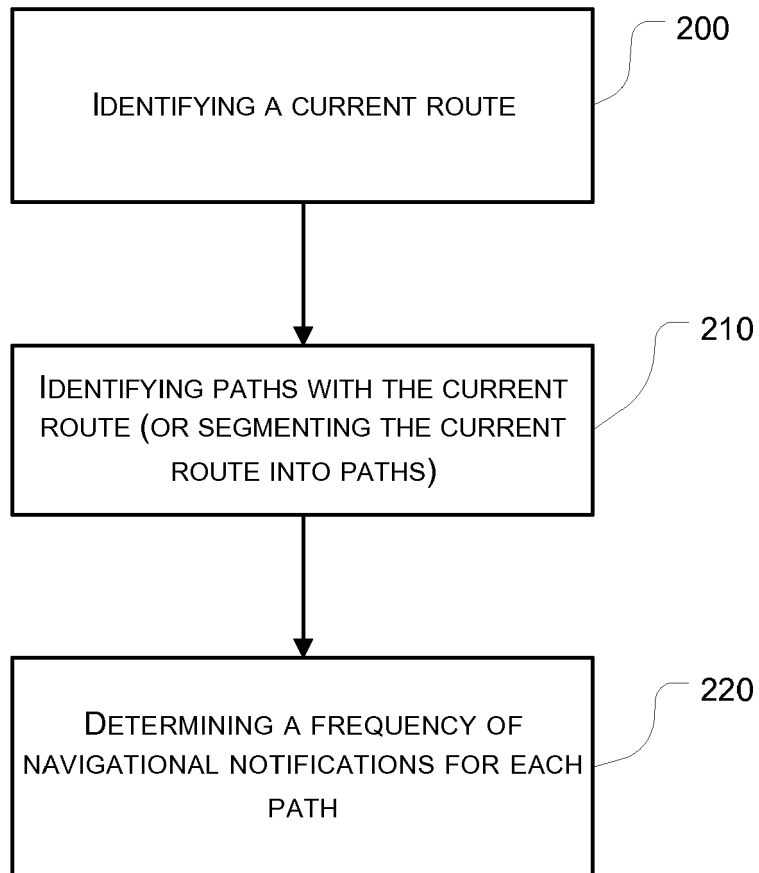 200
IDENTIFYING A CURRENT ROUTE
210
IDENTIFYING PATHS WITH THE CURRENT
ROUTE (OR SEGMENTING THE CURRENT
ROUTE INTO PATHS)
220
DETERMINING A FREQUENCY OF
NAVIGATIONAL NOTIFICATIONS FOR EACH
PATH